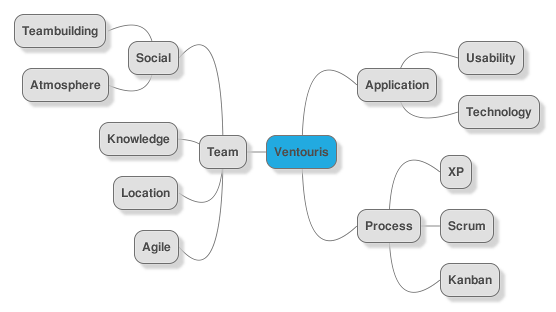 Teambuilding
Social
Atmosphere
Knowledge
Team
Location
Agile
Ventouris
Application
Usability
Technology
Process
XP
Scrum
Kanban